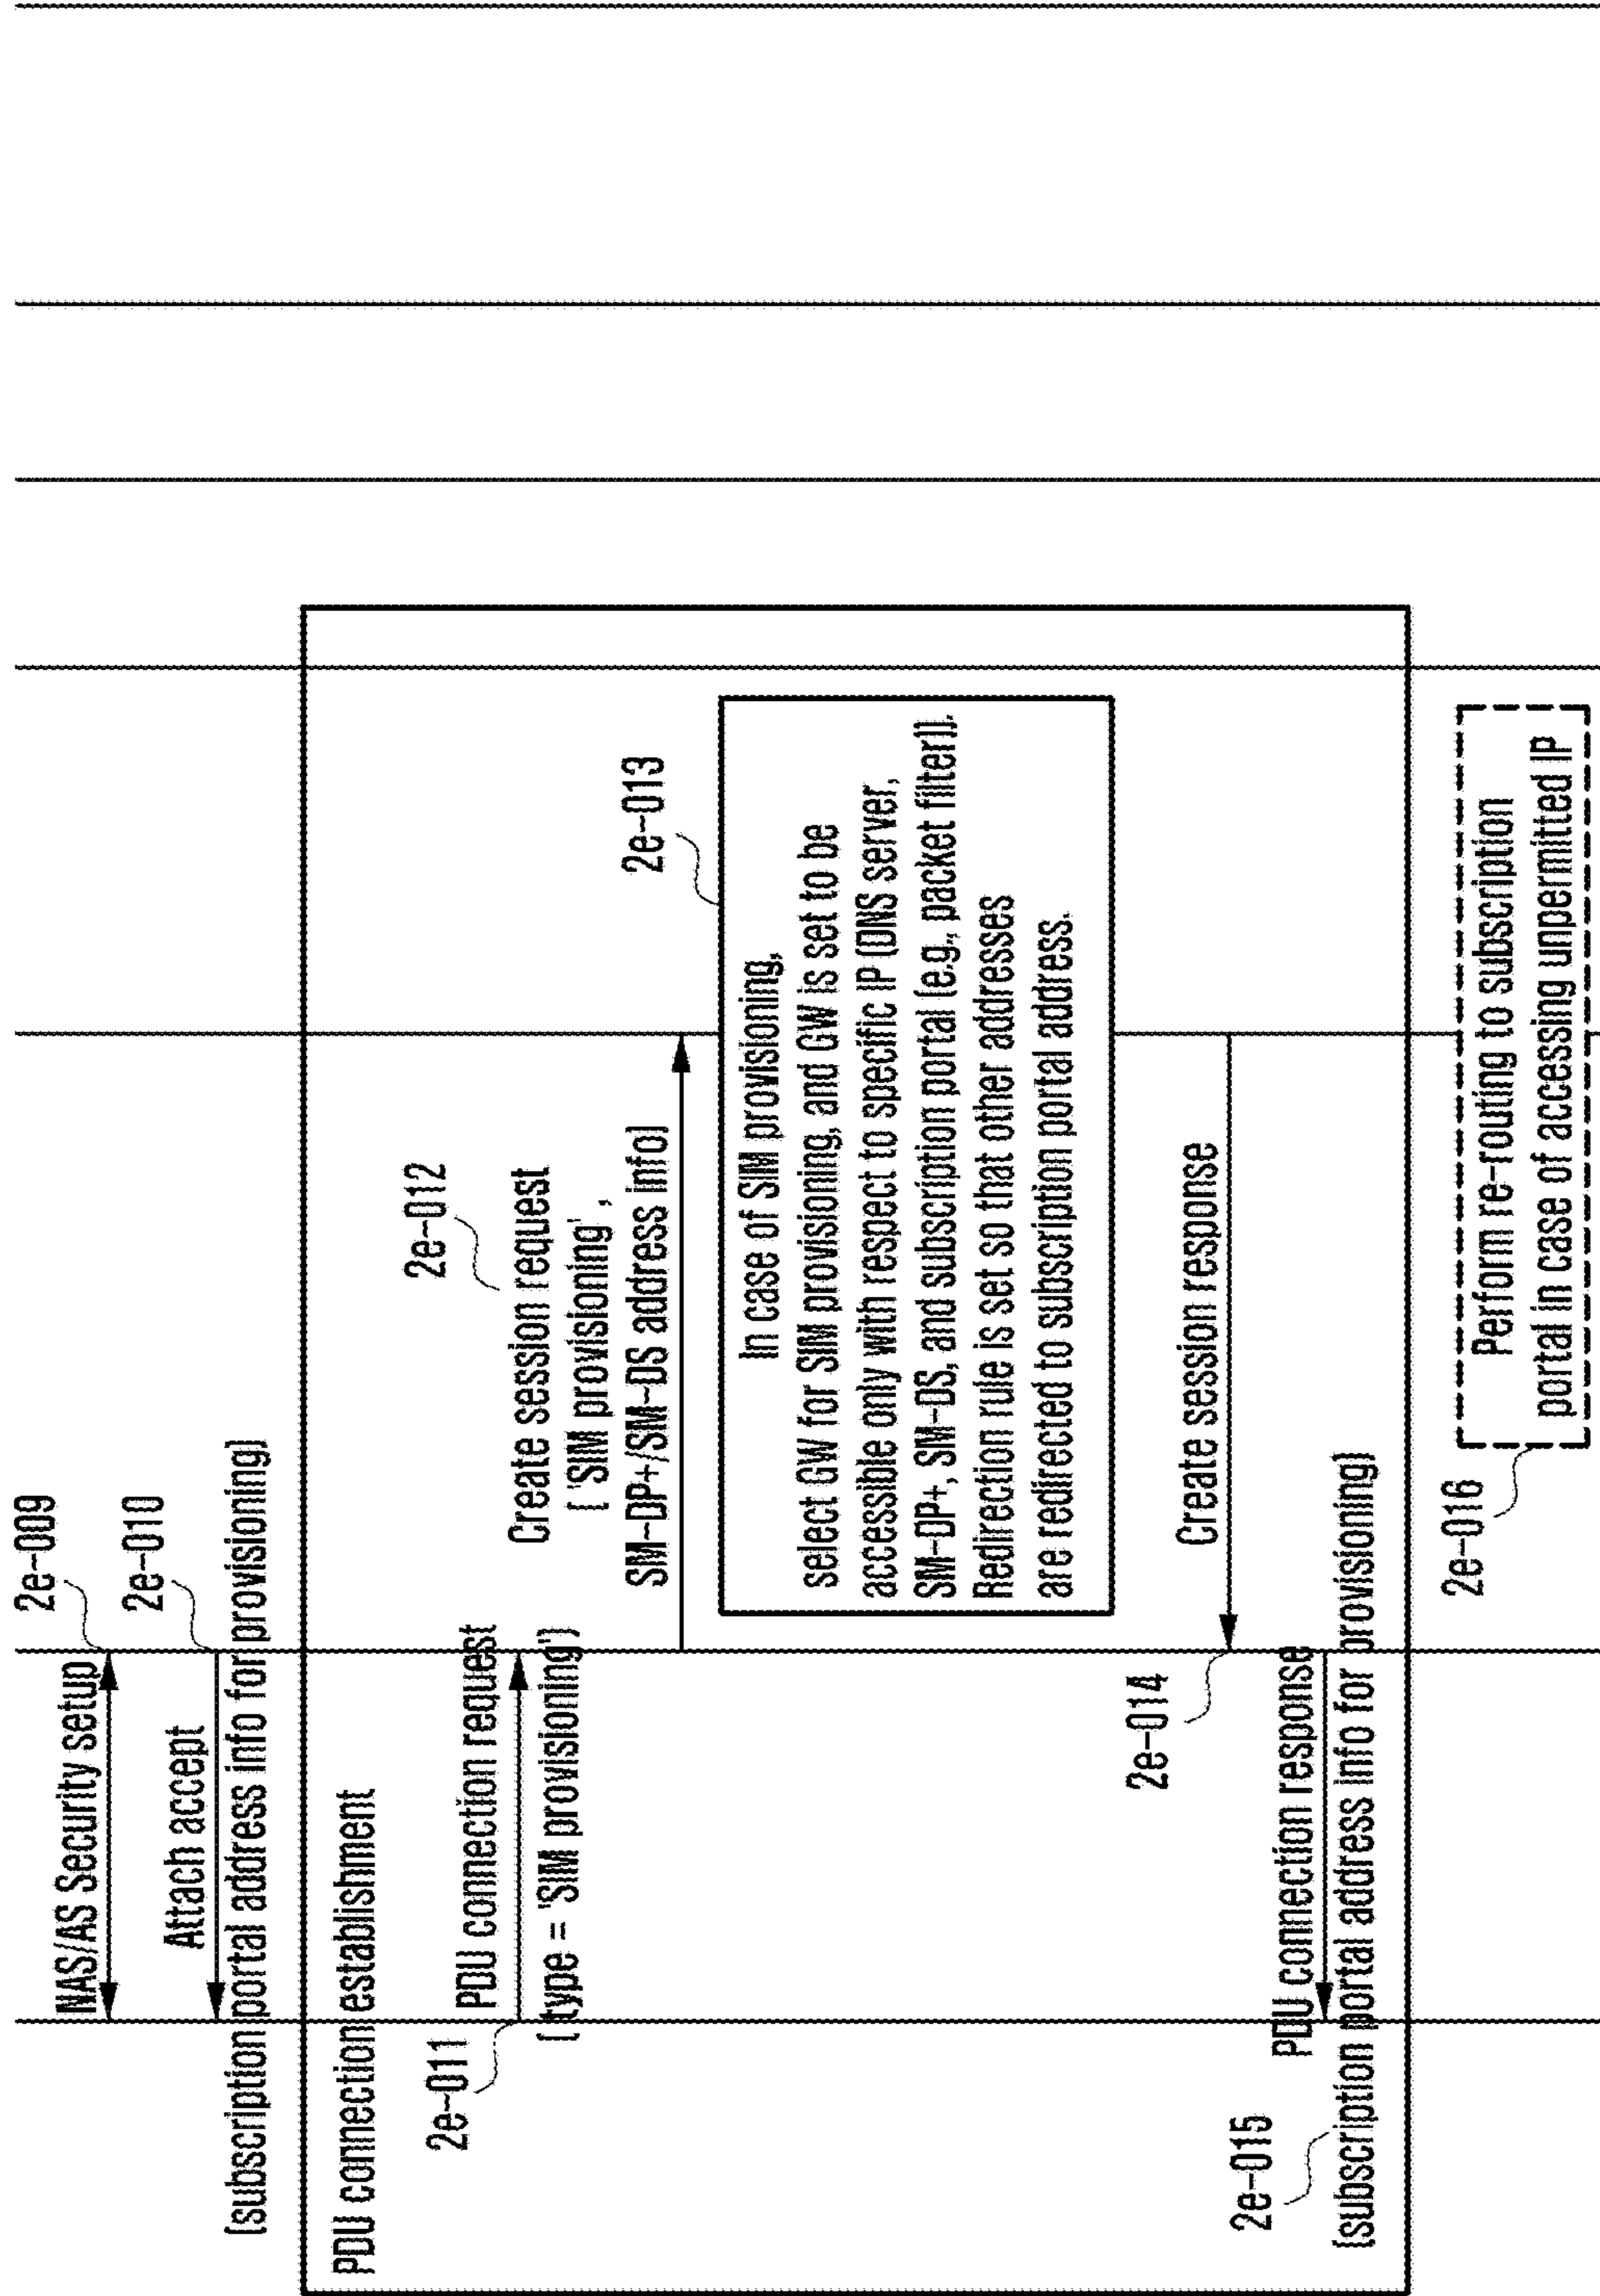 2e-009
NAS/AS Security setup
2e-010
Attach accept
(subscription portal address info for provisioning)
PDU connection establishment
2e-011
PDU connection request
( type = 'SIM provisioning')
2e-012
Create session request
( 'SIM provisioning' ,
SM-DP+/SM-DS address info)
2e-013
In case of SIM provisioning,
select GW for SIM provisioning, and GW is set to be
accessible only with respect to specific IP (DNS server,
SM-DP+, SM-DS, and subscription portal (e.g., packet filter)).
Redirection rule is set so that other addresses
are redirected to subscription portal address.
2e-014
Create session response
2e-015
PDU connection response
(subscription portal address info for provisioning)
2e-016
Perform re-routing to subscription
portal in case of accessing unpermitted IP